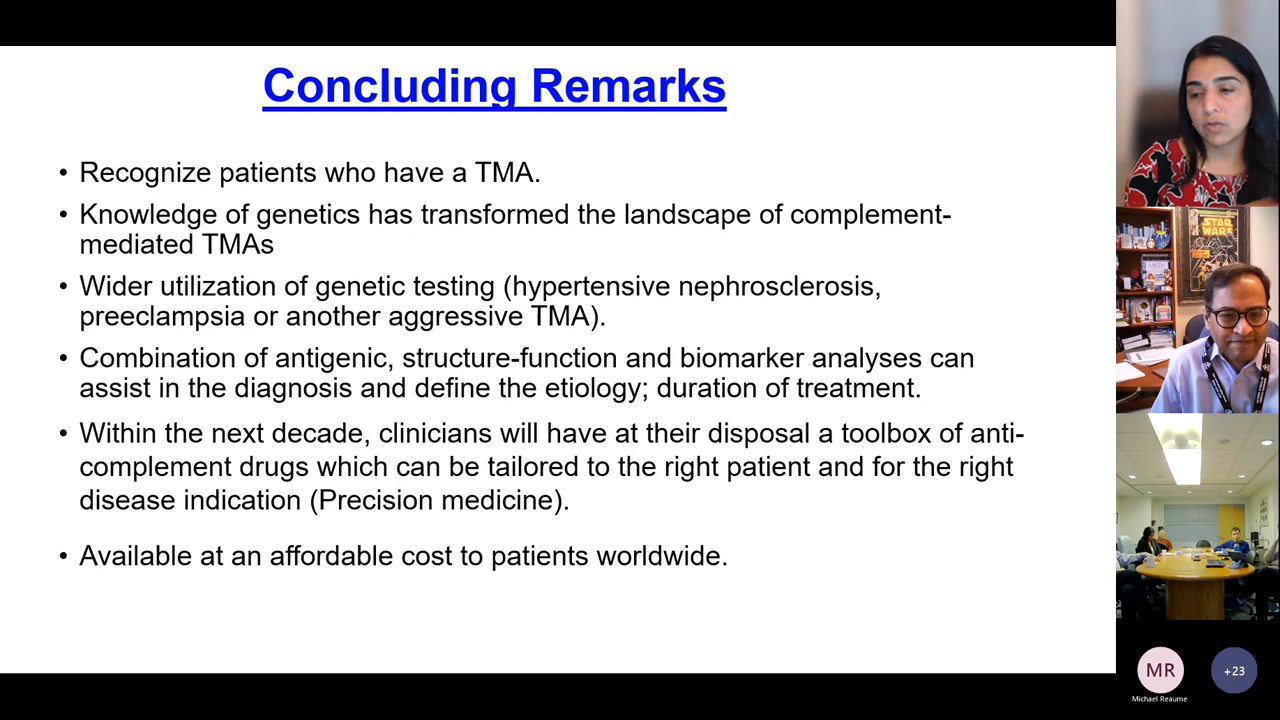 Concluding Remarks
• Recognize patients who have a TMA.
• Knowledge of genetics has transformed the landscape of complement-
mediated TMAs
• Wider utilization of genetic testing (hypertensive nephrosclerosis,
preeclampsia or another aggressive TMA).
• Combination of antigenic, structure-function and biomarker analyses can
assist in the diagnosis and define the etiology; duration of treatment.
• Within the next decade, clinicians will have at their disposal a toolbox of anti-
complement drugs which can be tailored to the right patient and for the right
disease indication (Precision medicine).
• Available at an affordable cost to patients worldwide.
STAR
WARS
MR
+23
Michael Reaume